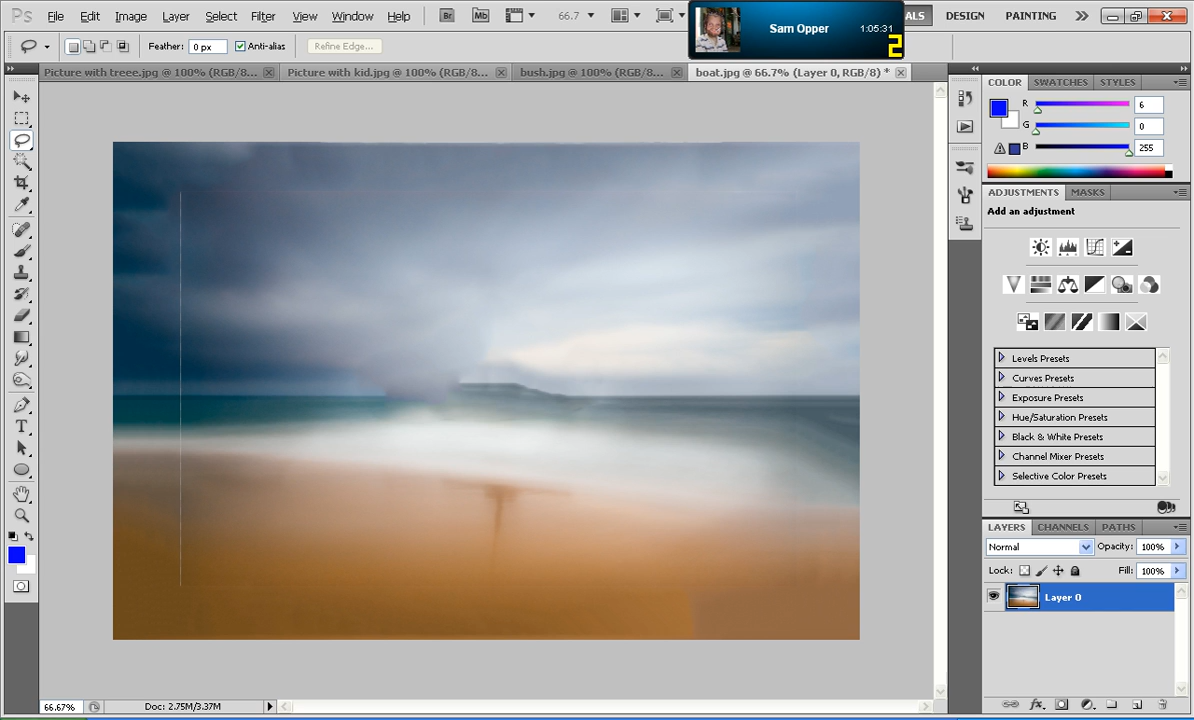 Ps File Edit Image Layer Select Filter View Window Help Br Mb 66.7 Sam Opper 1:05:31 2 ALS DESIGN PAINTING
Feather: 0 px Anti-alias Refine Edge...
Picture with treee.jpg @ 100% (RGB/8... Picture with kid.jpg @ 100% (RGB/8... bush.jpg @ 100% (RGB/8... boat.jpg @ 66.7% (Layer 0, RGB/8) *
COLOR SWATCHES STYLES
R 6
G 0
B 255
ADJUSTMENTS MASKS
Add an adjustment
Levels Presets
Curves Presets
Exposure Presets
Hue/Saturation Presets
Black & White Presets
Channel Mixer Presets
Selective Color Presets
LAYERS CHANNELS PATHS
Normal Opacity: 100%
Lock: Fill: 100%
Layer 0
66.67% Doc: 2.75M/3.37M